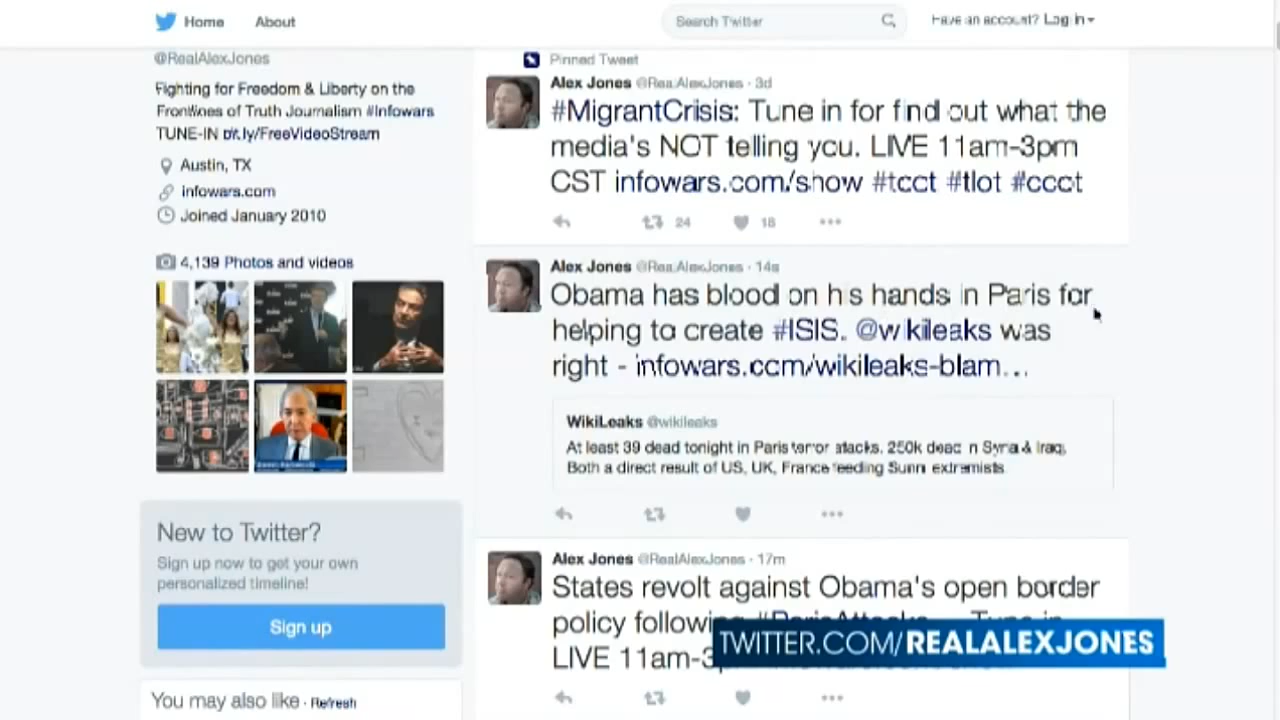 Home About Search Twitter Have an account? Log in
@RealAlexJones
Fighting for Freedom & Liberty on the
Frontlines of Truth Journalism #Infowars
TUNE-IN bit.ly/FreeVideoStream
Austin, TX
infowars.com
Joined January 2010
4,139 Photos and videos
New to Twitter?
Sign up now to get your own
personalized timeline!
Sign up
You may also like · Refresh
Pinned Tweet
Alex Jones @RealAlexJones · 3d
#MigrantCrisis: Tune in for find out what the
media's NOT telling you. LIVE 11am-3pm
CST infowars.com/show #tcot #tlot #ccot
24 18
Alex Jones @RealAlexJones · 14s
Obama has blood on his hands in Paris for
helping to create #ISIS. @wikileaks was
right - infowars.com/wikileaks-blam...
WikiLeaks @wikileaks
At least 39 dead tonight in Paris terror attacks. 250k dead in Syria & Iraq.
Both a direct result of US, UK, France feeding Sunni extremists
Alex Jones @RealAlexJones · 17m
States revolt against Obama's open border
policy following #ParisAttacks Tune in
LIVE 11am-3
TWITTER.COM/REALALEXJONES